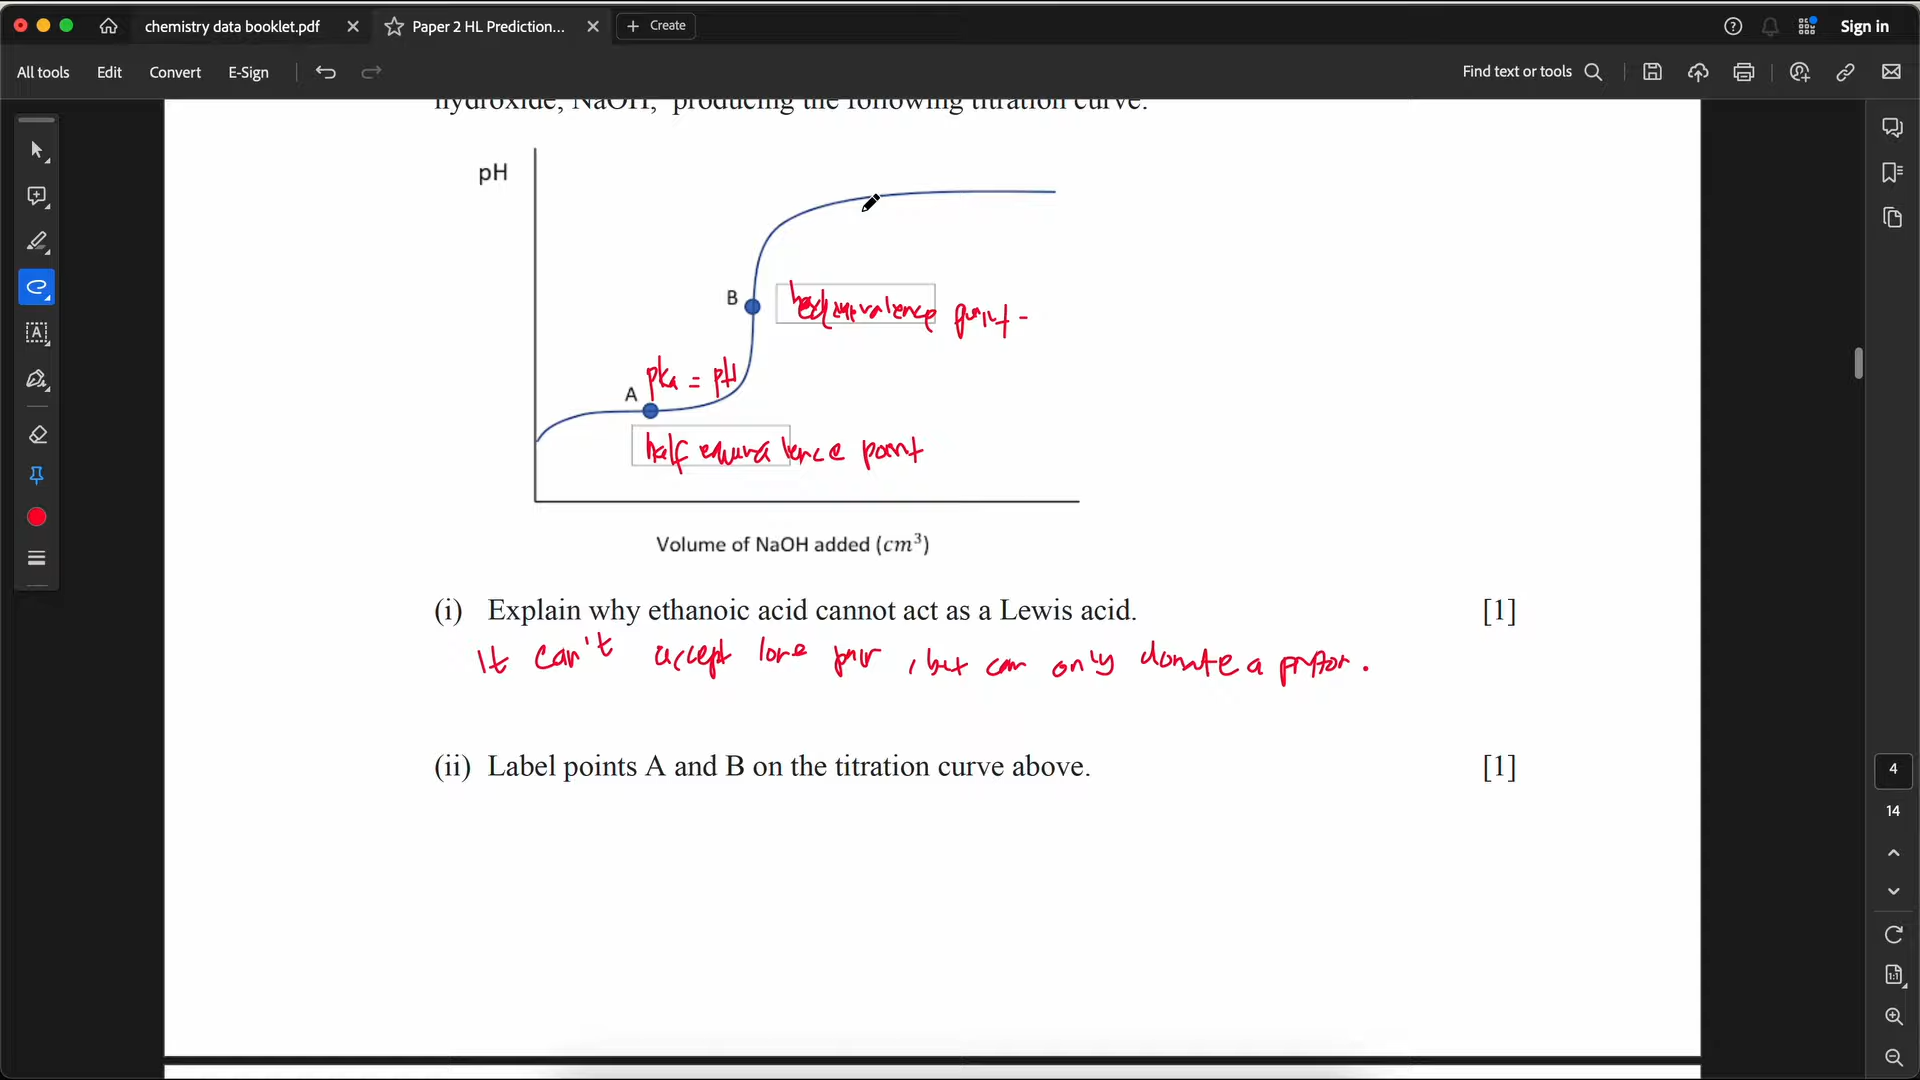 chemistry data booklet.pdf
Paper 2 HL Prediction...
Create
Sign in
All tools
Edit
Convert
E-Sign
Find text or tools
hydroxide, NaOH, producing the following titration curve.
pH
B
equivalence point -
pKa = pH
A
half equivalence point
Volume of NaOH added (cm³)
(i) Explain why ethanoic acid cannot act as a Lewis acid. [1]
It can't accept lone pair , but can only donate a proton .
(ii) Label points A and B on the titration curve above. [1]
4
14